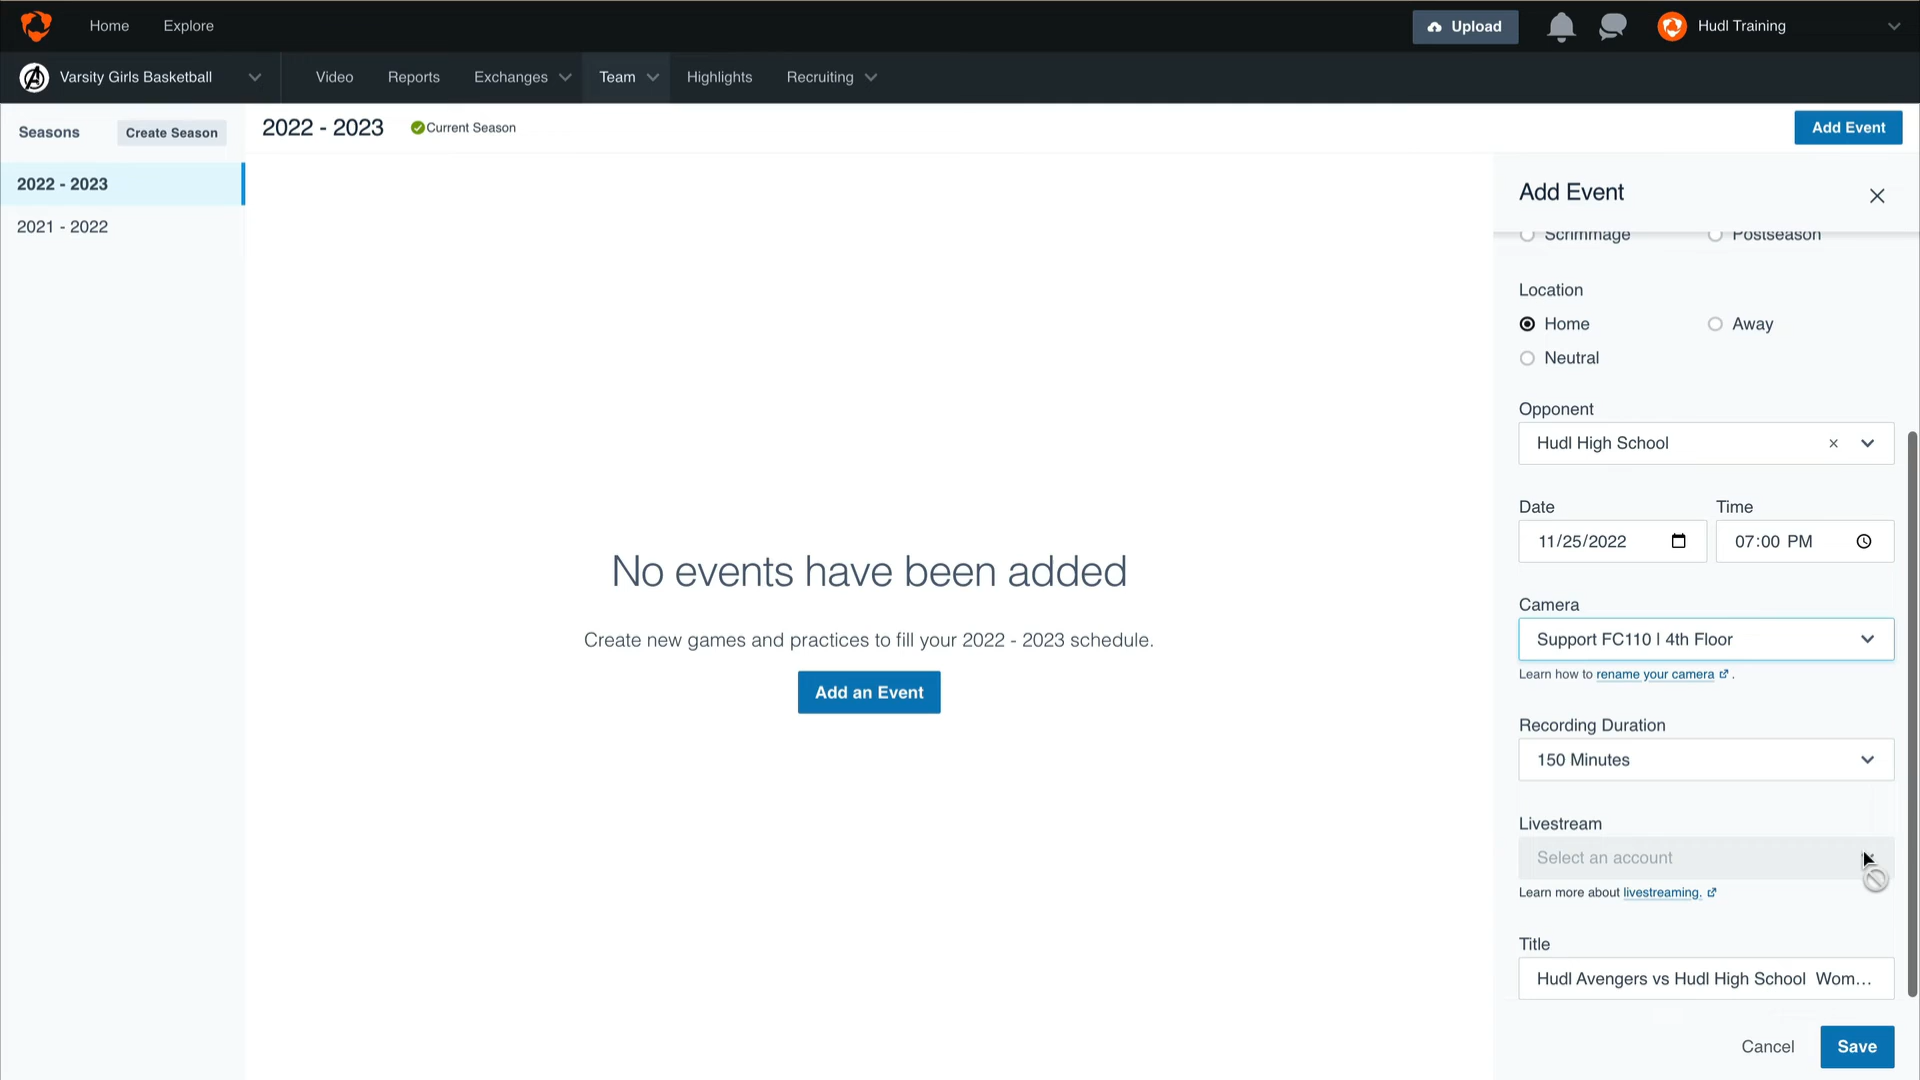 Home Explore Upload Hudl Training
Varsity Girls Basketball Video Reports Exchanges Team Highlights Recruiting
Seasons Create Season 2022 - 2023 Current Season Add Event
2022 - 2023
2021 - 2022
Add Event
Scrimmage Postseason
Location
Home Away
Neutral
Opponent
Hudl High School
Date Time
11/25/2022 07:00 PM
No events have been added
Create new games and practices to fill your 2022 - 2023 schedule.
Add an Event
Camera
Support FC110 | 4th Floor
Learn how to rename your camera .
Recording Duration
150 Minutes
Livestream
Select an account
Learn more about livestreaming.
Title
Hudl Avengers vs Hudl High School Wom...
Cancel Save